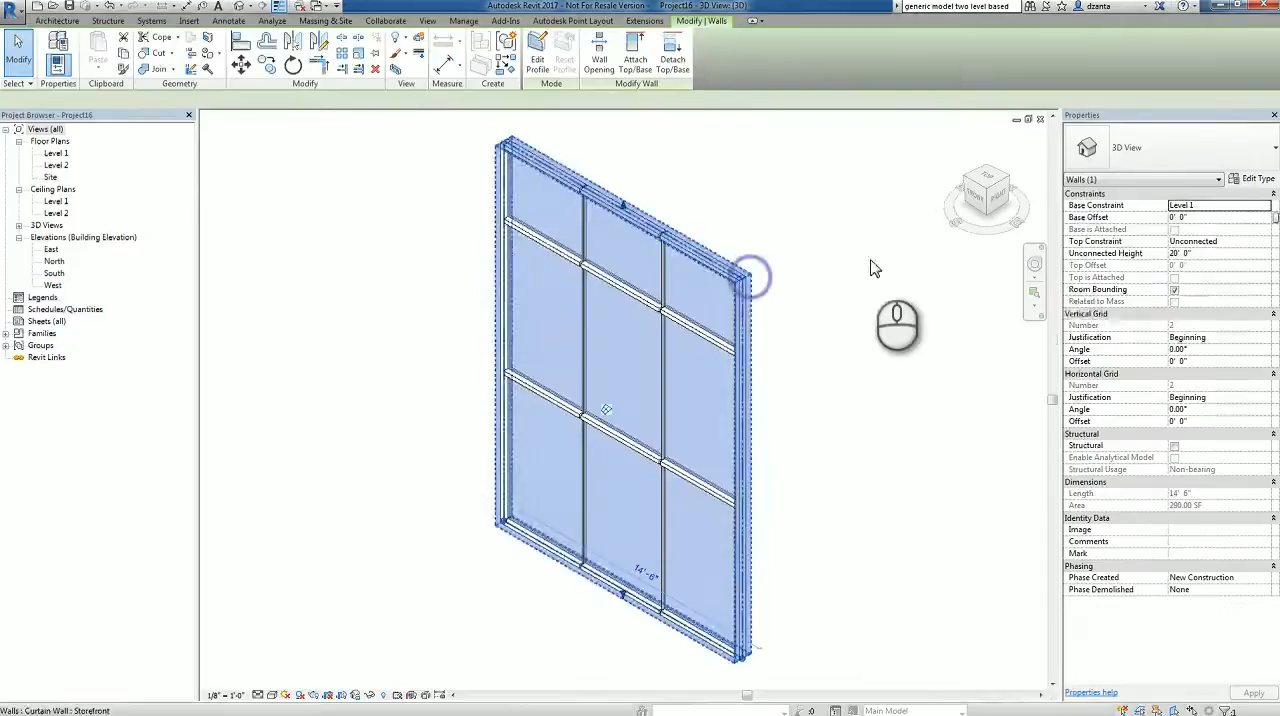 Autodesk Revit 2017 - Not For Resale Version - Project16 - 3D View: {3D}
generic model two level based
dzanta
Architecture Structure Systems Insert Annotate Analyze Massing & Site Collaborate View Manage Add-Ins Autodesk Point Layout Extensions Modify | Walls
Modify
Paste
Cope
Cut
Join
Edit Profile
Reset Profile
Wall Opening
Attach Top/Base
Detach Top/Base
Select Properties Clipboard Geometry Modify View Measure Create Mode Modify Wall
Project Browser - Project16
Views (all)
Floor Plans
Level 1
Level 2
Site
Ceiling Plans
Level 1
Level 2
3D Views
Elevations (Building Elevation)
East
North
South
West
Legends
Schedules/Quantities
Sheets (all)
Families
Groups
Revit Links
TOP
FRONT
RIGHT
14'-6"
Properties
3D View
Walls (1) Edit Type
Constraints
Base Constraint Level 1
Base Offset 0' 0"
Base is Attached
Top Constraint Unconnected
Unconnected Height 20' 0"
Top Offset 0' 0"
Top is Attached
Room Bounding
Related to Mass
Vertical Grid
Number 2
Justification Beginning
Angle 0.00°
Offset 0' 0"
Horizontal Grid
Number 2
Justification Beginning
Angle 0.00°
Offset 0' 0"
Structural
Structural
Enable Analytical Model
Structural Usage Non-bearing
Dimensions
Length 14' 6"
Area 290.00 SF
Identity Data
Image
Comments
Mark
Phasing
Phase Created New Construction
Phase Demolished None
Properties help Apply
1/8" = 1'-0"
Walls : Curtain Wall : Storefront
:0
Main Model